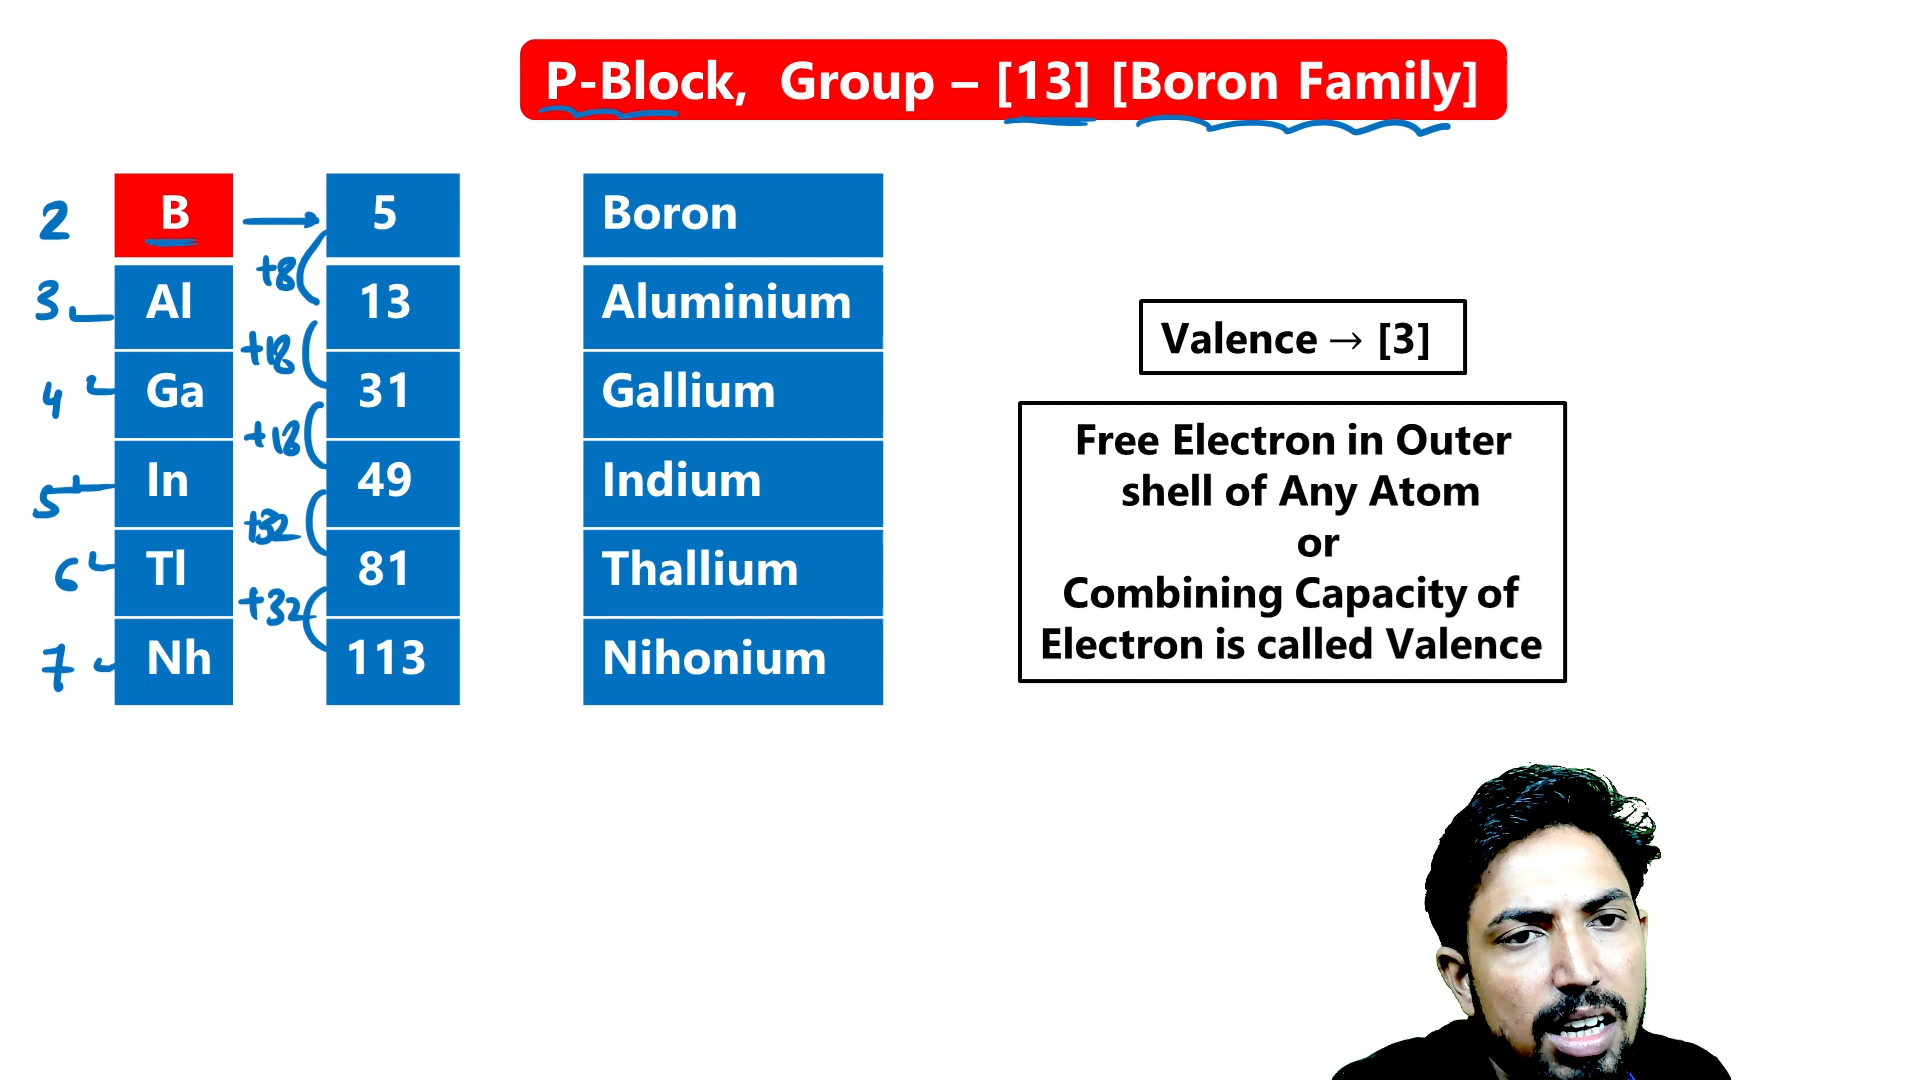 P-Block, Group – [13] [Boron Family]
2 B → 5 Boron
+8
3 Al 13 Aluminium
+18
4 Ga 31 Gallium
+18
5 In 49 Indium
+32
6 Tl 81 Thallium
+32
7 Nh 113 Nihonium
Valence → [3]
Free Electron in Outer
shell of Any Atom
or
Combining Capacity of
Electron is called Valence